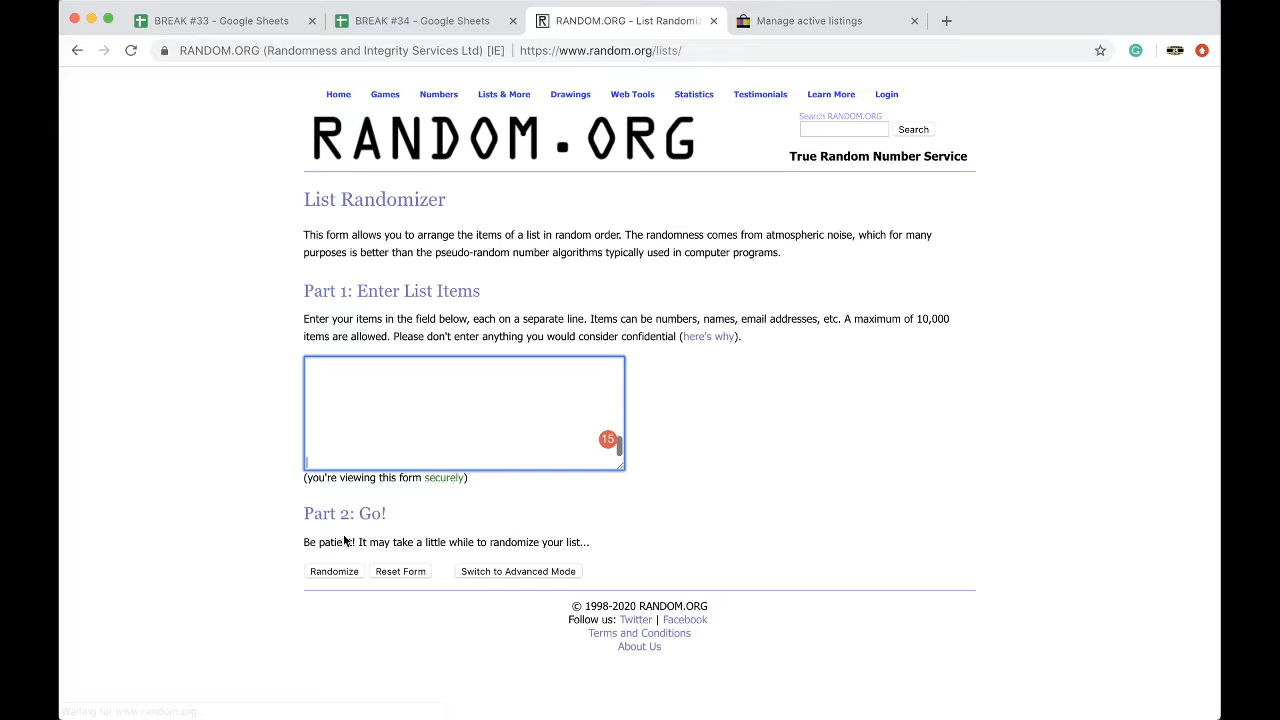 BREAK #33 - Google Sheets
BREAK #34 - Google Sheets
RANDOM.ORG - List Randomiz
Manage active listings
RANDOM.ORG (Randomness and Integrity Services Ltd) [IE] | https://www.random.org/lists/
Home Games Numbers Lists & More Drawings Web Tools Statistics Testimonials Learn More Login
RANDOM.ORG
Search RANDOM.ORG
Search
True Random Number Service
List Randomizer
This form allows you to arrange the items of a list in random order. The randomness comes from atmospheric noise, which for many
purposes is better than the pseudo-random number algorithms typically used in computer programs.
Part 1: Enter List Items
Enter your items in the field below, each on a separate line. Items can be numbers, names, email addresses, etc. A maximum of 10,000
items are allowed. Please don't enter anything you would consider confidential (here's why).
15
(you're viewing this form securely)
Part 2: Go!
Be patient! It may take a little while to randomize your list...
Randomize Reset Form Switch to Advanced Mode
© 1998-2020 RANDOM.ORG
Follow us: Twitter | Facebook
Terms and Conditions
About Us
Waiting for www.random.org...